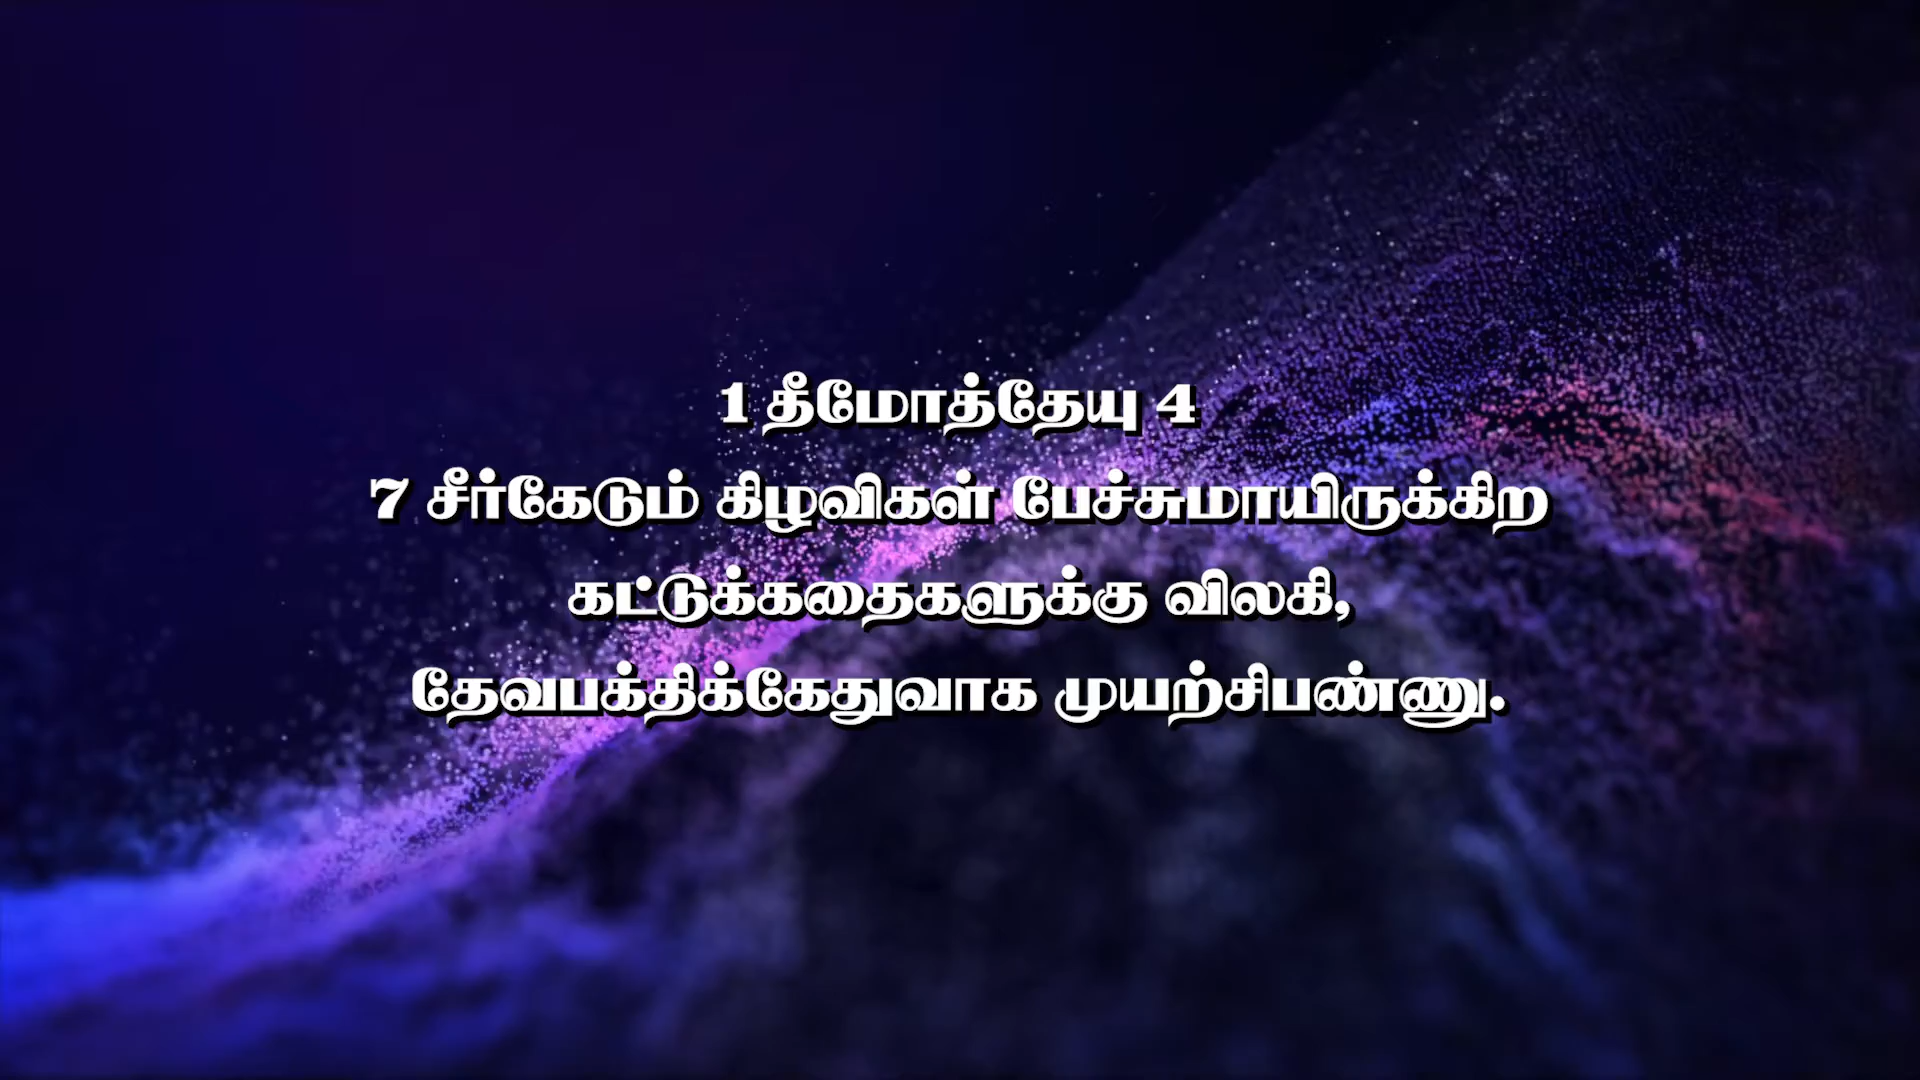 1 தீமோத்தேயு 4
7 சீர்கேடும் கிழவிகள் பேச்சுமாயிருக்கிற
கட்டுக்கதைகளுக்கு விலகி,
தேவபக்திக்கேதுவாக முயற்சிபண்ணு.